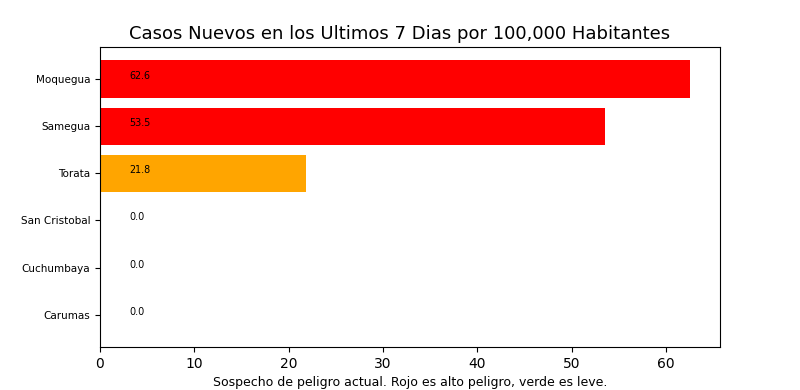 Casos Nuevos en los Ultimos 7 Dias por 100,000 Habitantes
Moquegua 62.6
Samegua 53.5
Torata 21.8
San Cristobal 0.0
Cuchumbaya 0.0
Carumas 0.0
0 10 20 30 40 50 60
Sospecho de peligro actual. Rojo es alto peligro, verde es leve.